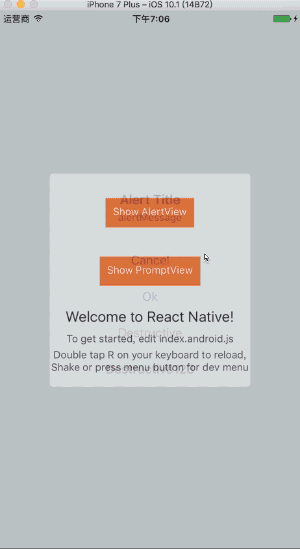 iPhone 7 Plus – iOS 10.1 (14B72)
运营商 下午7:06
Alert Title
Show AlertView
alertMessage
Cancel
Show PromptView
Ok
Welcome to React Native!
Destructive
To get started, edit index.android.js
Double tap R on your keyboard to reload,
Shake or press menu button for dev menu